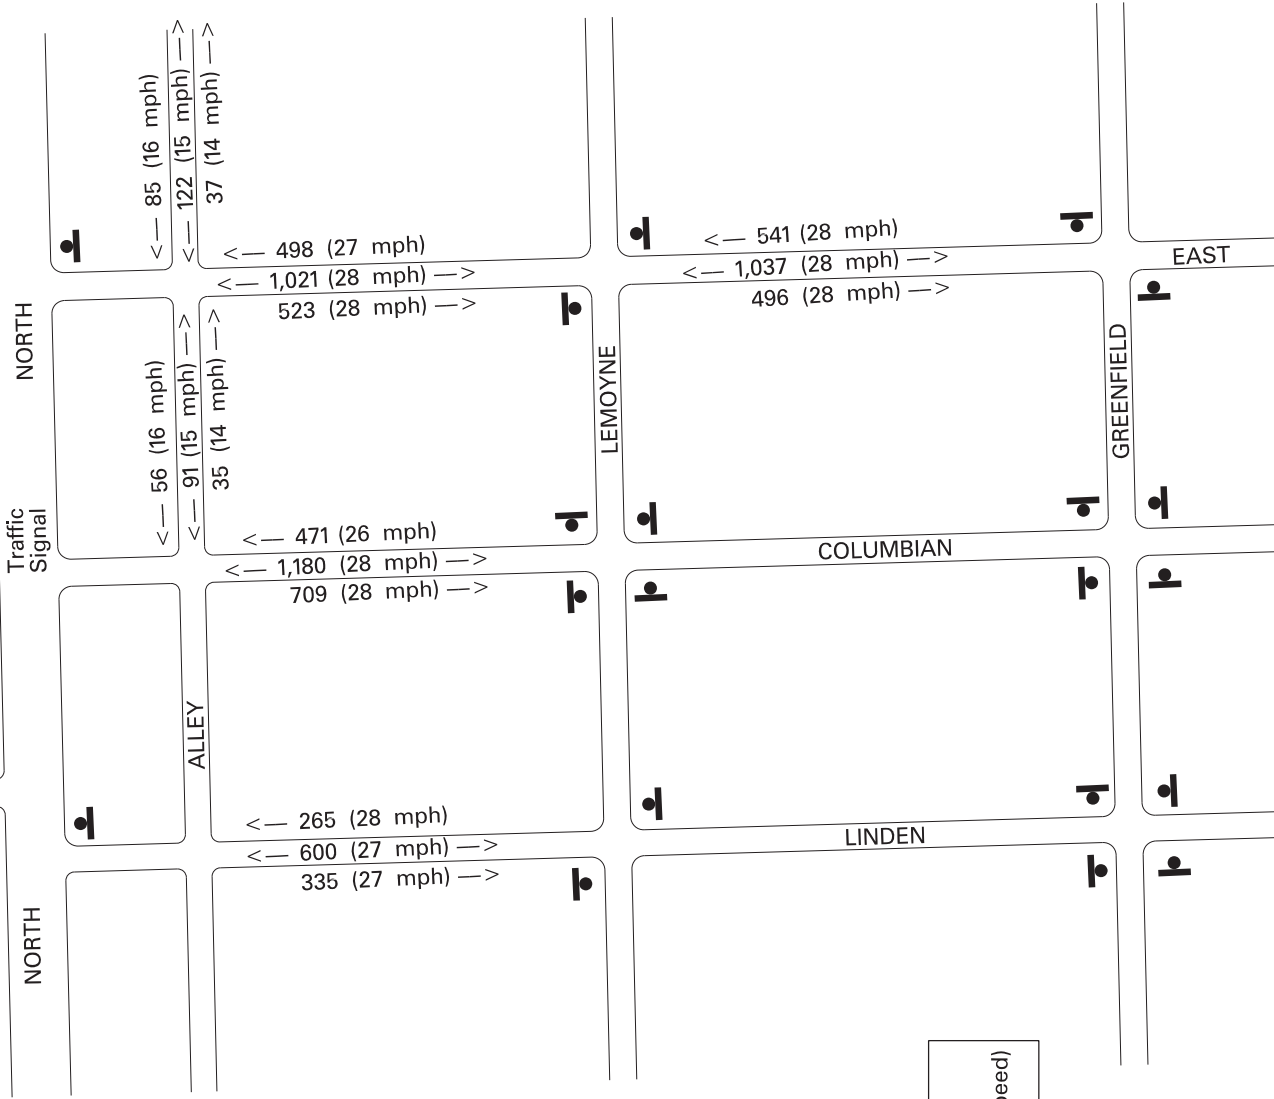 <— 85 (16 mph)
<— 122 (15 mph) —>
37 (14 mph) —>
<— 498 (27 mph)
<— 1,021 (28 mph) —>
523 (28 mph) —>
<— 541 (28 mph)
<— 1,037 (28 mph) —>
496 (28 mph) —>
EAST
NORTH
<— 56 (16 mph)
<— 91 (15 mph) —>
35 (14 mph) —>
LEMOYNE
GREENFIELD
Traffic
Signal
<— 471 (26 mph)
<— 1,180 (28 mph) —>
709 (28 mph) —>
COLUMBIAN
ALLEY
<— 265 (28 mph)
<— 600 (27 mph) —>
335 (27 mph) —>
LINDEN
NORTH
peed)